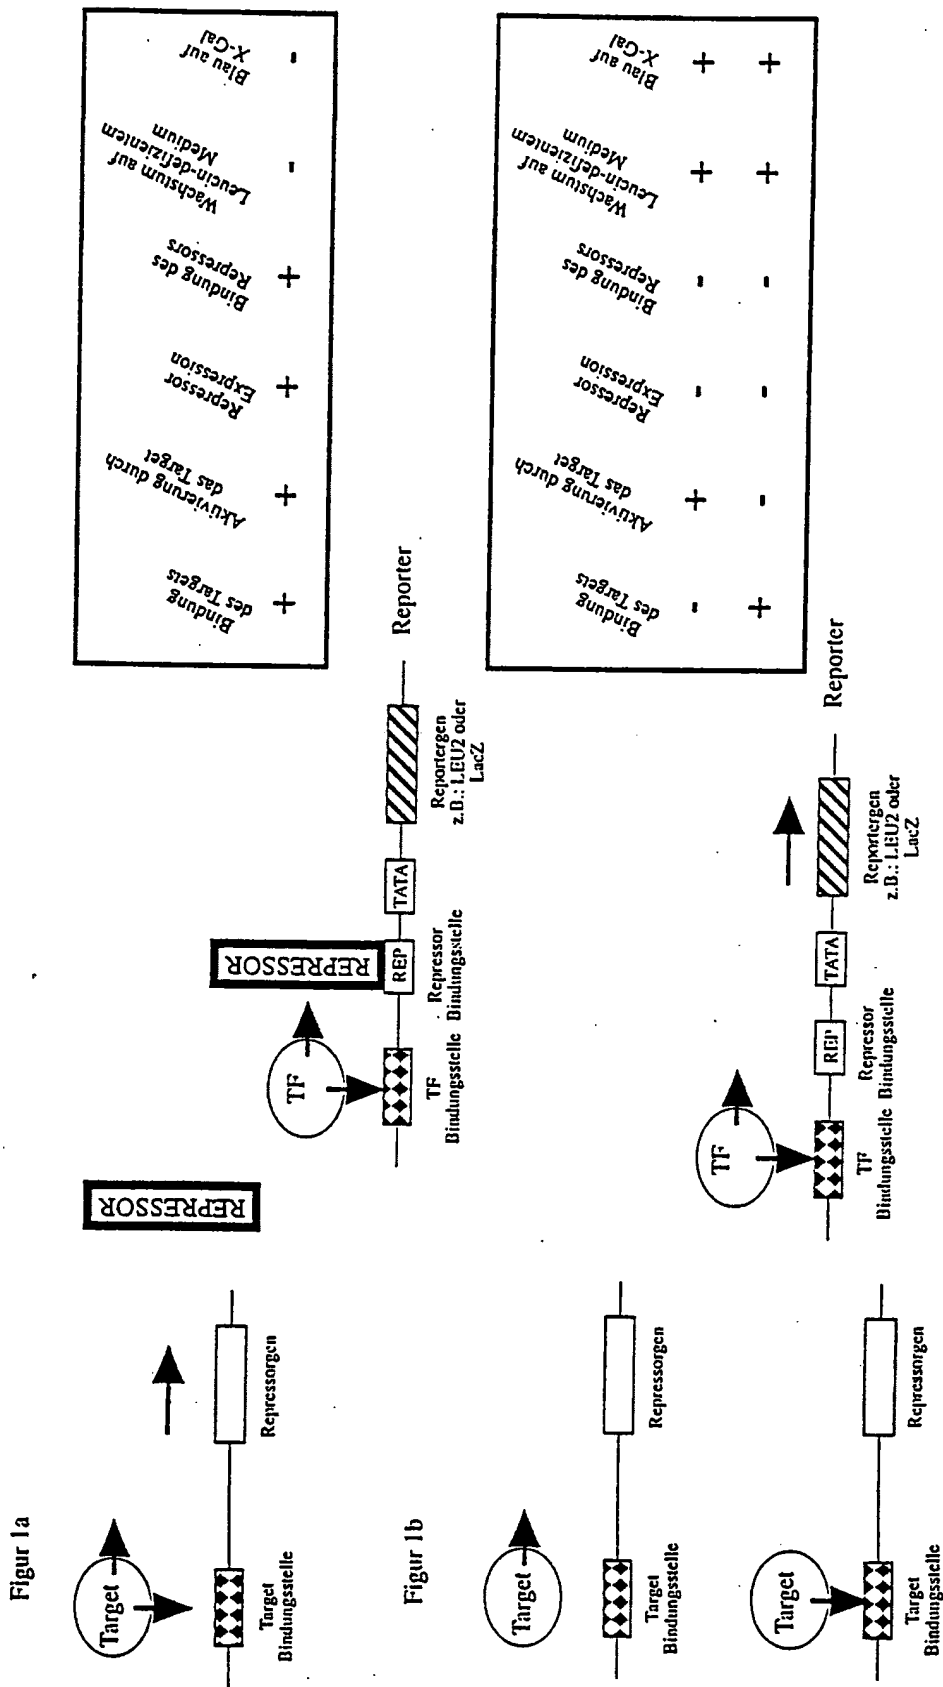 Figur 1a
Target
Target
Bindungsstelle
Repressorgen
REPRESSOR
TF
REPRESSOR
REP
TATA
TF
Bindungsstelle
Repressor
Bindungsstelle
Reportergen
z.B.: LEU2 oder
LacZ
Reporter
Bindung
des Targets
Aktivierung durch
das Target
Repressor
Expression
Bindung des
Repressors
Wachstum auf
Leucin-defizientem
Medium
Blau auf
X-Gal
+ + + + - -
Figur 1b
Target
Target
Bindungsstelle
Repressorgen
Target
Target
Bindungsstelle
Repressorgen
TF
REP
TATA
TF
Bindungsstelle
Repressor
Bindungsstelle
Reportergen
z.B.: LEU2 oder
LacZ
Reporter
Bindung
des Targets
Aktivierung durch
das Target
Repressor
Expression
Bindung des
Repressors
Wachstum auf
Leucin-defizientem
Medium
Blau auf
X-Gal
- + - - + +
+ - - - + +